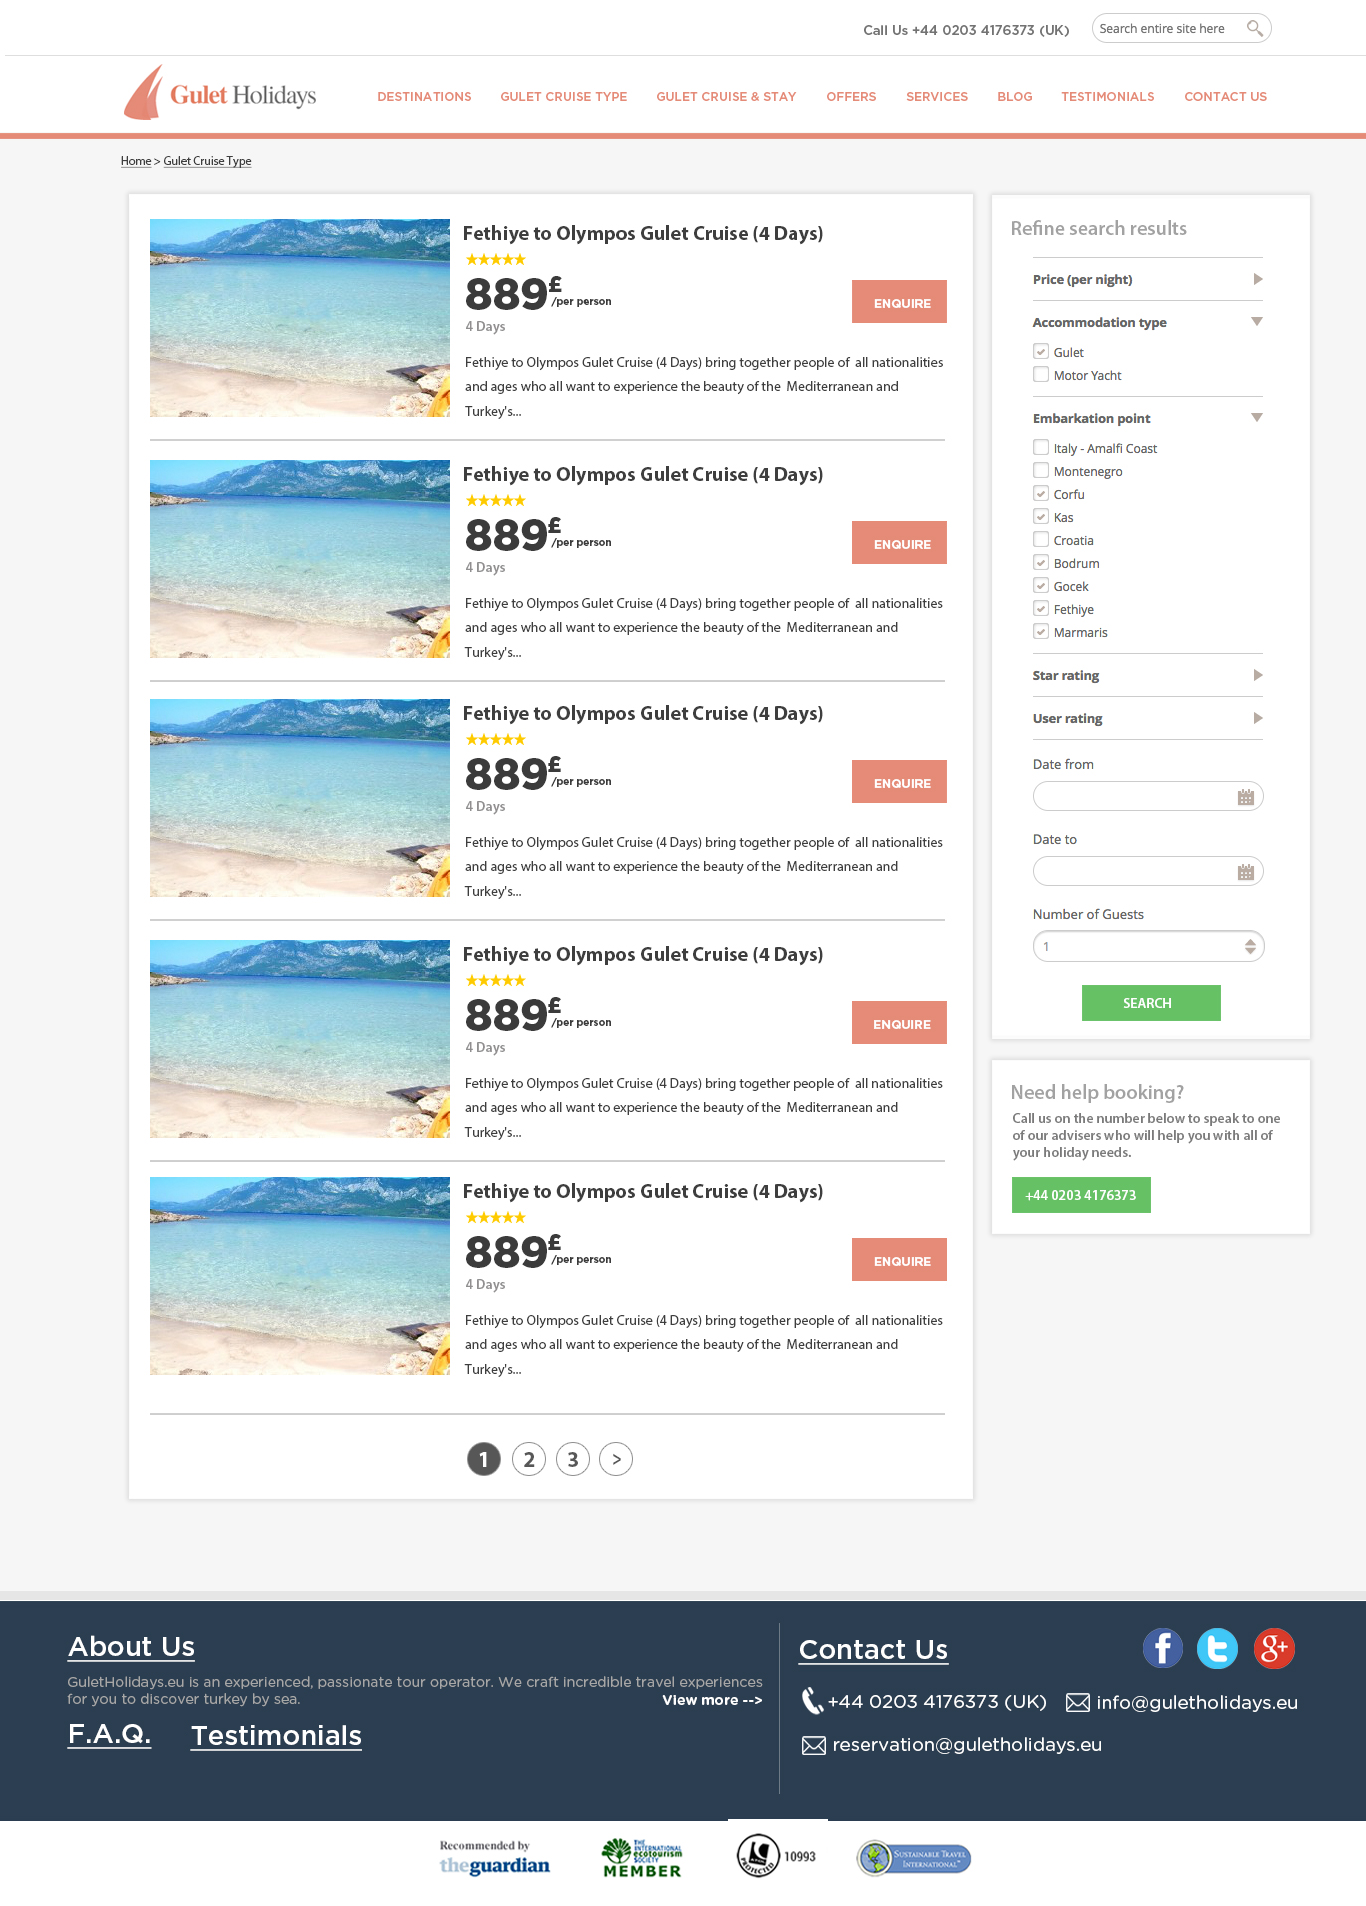 Call Us +44 0203 4176373 (UK)
Search entire site here
Gulet Holidays
DESTINATIONS
GULET CRUISE TYPE
GULET CRUISE & STAY
OFFERS
SERVICES
BLOG
TESTIMONIALS
CONTACT US
Home > Gulet Cruise Type
Fethiye to Olympos Gulet Cruise (4 Days)
889£
/per person
ENQUIRE
4 Days
Fethiye to Olympos Gulet Cruise (4 Days) bring together people of all nationalities
and ages who all want to experience the beauty of the Mediterranean and
Turkey's...
Fethiye to Olympos Gulet Cruise (4 Days)
889£
/per person
ENQUIRE
4 Days
Fethiye to Olympos Gulet Cruise (4 Days) bring together people of all nationalities
and ages who all want to experience the beauty of the Mediterranean and
Turkey's...
Fethiye to Olympos Gulet Cruise (4 Days)
889£
/per person
ENQUIRE
4 Days
Fethiye to Olympos Gulet Cruise (4 Days) bring together people of all nationalities
and ages who all want to experience the beauty of the Mediterranean and
Turkey's...
Fethiye to Olympos Gulet Cruise (4 Days)
889£
/per person
ENQUIRE
4 Days
Fethiye to Olympos Gulet Cruise (4 Days) bring together people of all nationalities
and ages who all want to experience the beauty of the Mediterranean and
Turkey's...
Fethiye to Olympos Gulet Cruise (4 Days)
889£
/per person
ENQUIRE
4 Days
Fethiye to Olympos Gulet Cruise (4 Days) bring together people of all nationalities
and ages who all want to experience the beauty of the Mediterranean and
Turkey's...
1 2 3 >
Refine search results
Price (per night)
Accommodation type
Gulet
Motor Yacht
Embarkation point
Italy - Amalfi Coast
Montenegro
Corfu
Kas
Croatia
Bodrum
Gocek
Fethiye
Marmaris
Star rating
User rating
Date from
Date to
Number of Guests
1
SEARCH
Need help booking?
Call us on the number below to speak to one
of our advisers who will help you with all of
your holiday needs.
+44 0203 4176373
About Us
GuletHolidays.eu is an experienced, passionate tour operator. We craft incredible travel experiences
for you to discover turkey by sea.
View more -->
F.A.Q.
Testimonials
Contact Us
f
t
g+
+44 0203 4176373 (UK)
info@guletholidays.eu
reservation@guletholidays.eu
Recommended by
theguardian
THE
INTERNATIONAL
ecotourism
SOCIETY
MEMBER
PROTECTED
10993
SUSTAINABLE TRAVEL
INTERNATIONAL™